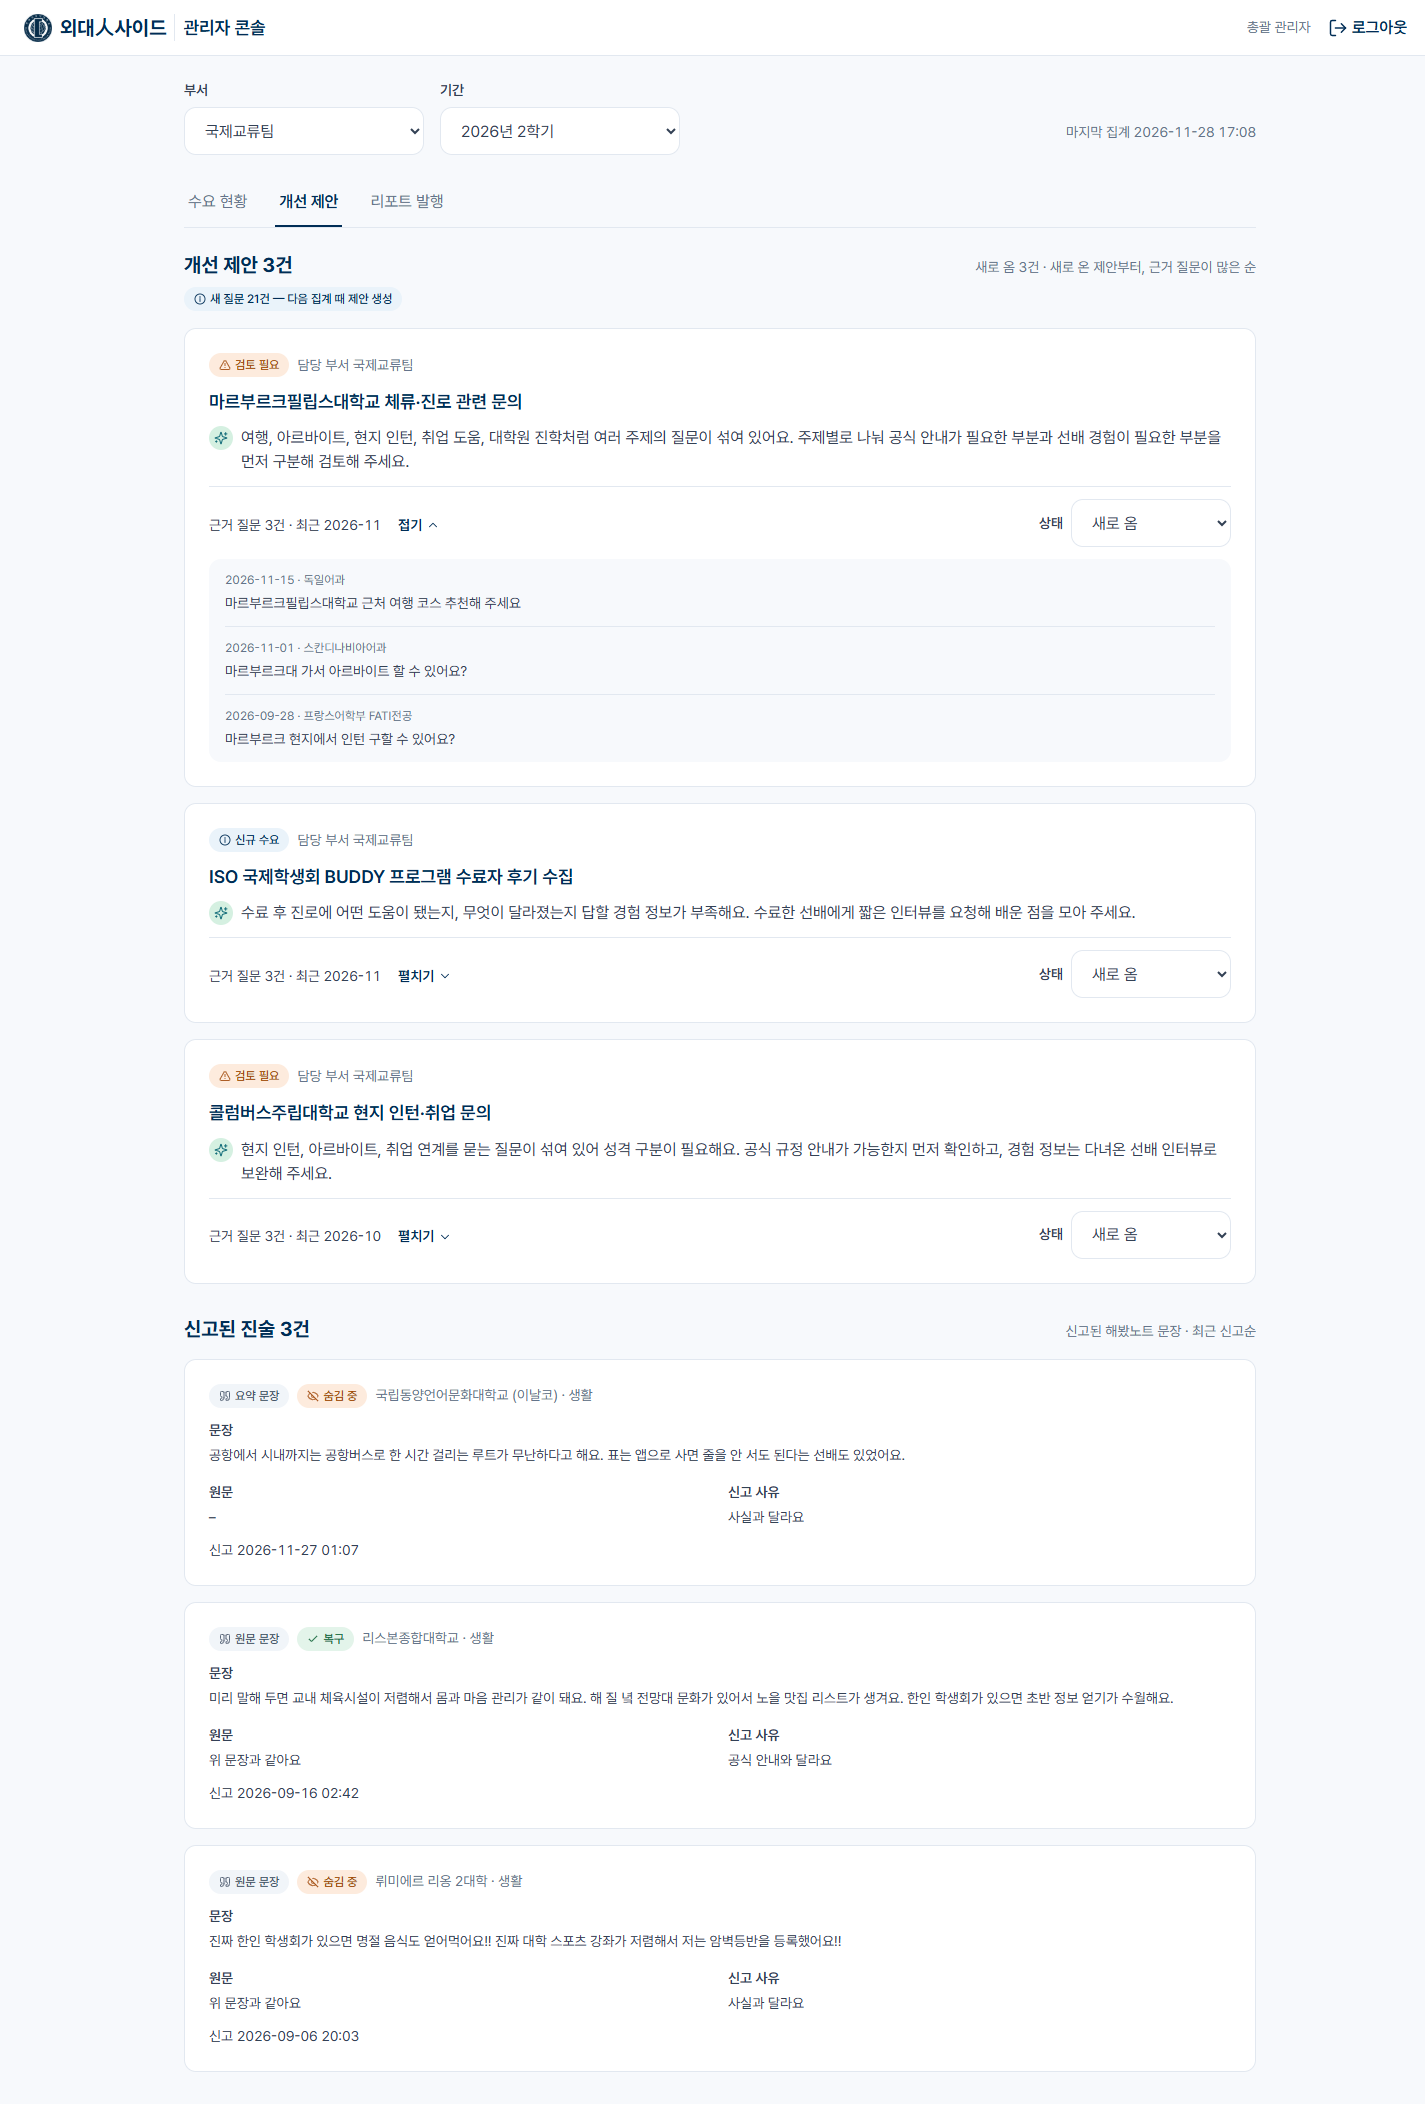 외대人사이드 관리자 콘솔
총괄 관리자 로그아웃
부서 기간
국제교류팀 2026년 2학기
마지막 집계 2026-11-28 17:08
수요 현황 개선 제안 리포트 발행
개선 제안 3건
새로 옴 3건 · 새로 온 제안부터, 근거 질문이 많은 순
새 질문 21건 — 다음 집계 때 제안 생성
검토 필요 담당 부서 국제교류팀
마르부르크필립스대학교 체류·진로 관련 문의
여행, 아르바이트, 현지 인턴, 취업 도움, 대학원 진학처럼 여러 주제의 질문이 섞여 있어요. 주제별로 나눠 공식 안내가 필요한 부분과 선배 경험이 필요한 부분을
먼저 구분해 검토해 주세요.
근거 질문 3건 · 최근 2026-11 접기
상태 새로 옴
2026-11-15 · 독일어과
마르부르크필립스대학교 근처 여행 코스 추천해 주세요
2026-11-01 · 스칸디나비아어과
마르부르크대 가서 아르바이트 할 수 있어요?
2026-09-28 · 프랑스어학부 FATI전공
마르부르크 현지에서 인턴 구할 수 있어요?
신규 수요 담당 부서 국제교류팀
ISO 국제학생회 BUDDY 프로그램 수료자 후기 수집
수료 후 진로에 어떤 도움이 됐는지, 무엇이 달라졌는지 답할 경험 정보가 부족해요. 수료한 선배에게 짧은 인터뷰를 요청해 배운 점을 모아 주세요.
근거 질문 3건 · 최근 2026-11 펼치기
상태 새로 옴
검토 필요 담당 부서 국제교류팀
콜럼버스주립대학교 현지 인턴·취업 문의
현지 인턴, 아르바이트, 취업 연계를 묻는 질문이 섞여 있어 성격 구분이 필요해요. 공식 규정 안내가 가능한지 먼저 확인하고, 경험 정보는 다녀온 선배 인터뷰로
보완해 주세요.
근거 질문 3건 · 최근 2026-10 펼치기
상태 새로 옴
신고된 진술 3건
신고된 해봤노트 문장 · 최근 신고순
요약 문장 숨김 중 국립동양언어문화대학교 (이날코) · 생활
문장
공항에서 시내까지는 공항버스로 한 시간 걸리는 루트가 무난하다고 해요. 표는 앱으로 사면 줄을 안 서도 된다는 선배도 있었어요.
원문 신고 사유
– 사실과 달라요
신고 2026-11-27 01:07
원문 문장 복구 리스본종합대학교 · 생활
문장
미리 말해 두면 교내 체육시설이 저렴해서 몸과 마음 관리가 같이 돼요. 해 질 녘 전망대 문화가 있어서 노을 맛집 리스트가 생겨요. 한인 학생회가 있으면 초반 정보 얻기가 수월해요.
원문 신고 사유
위 문장과 같아요 공식 안내와 달라요
신고 2026-09-16 02:42
원문 문장 숨김 중 뤼미에르 리옹 2대학 · 생활
문장
진짜 한인 학생회가 있으면 명절 음식도 얻어먹어요!! 진짜 대학 스포츠 강좌가 저렴해서 저는 암벽등반을 등록했어요!!
원문 신고 사유
위 문장과 같아요 사실과 달라요
신고 2026-09-06 20:03